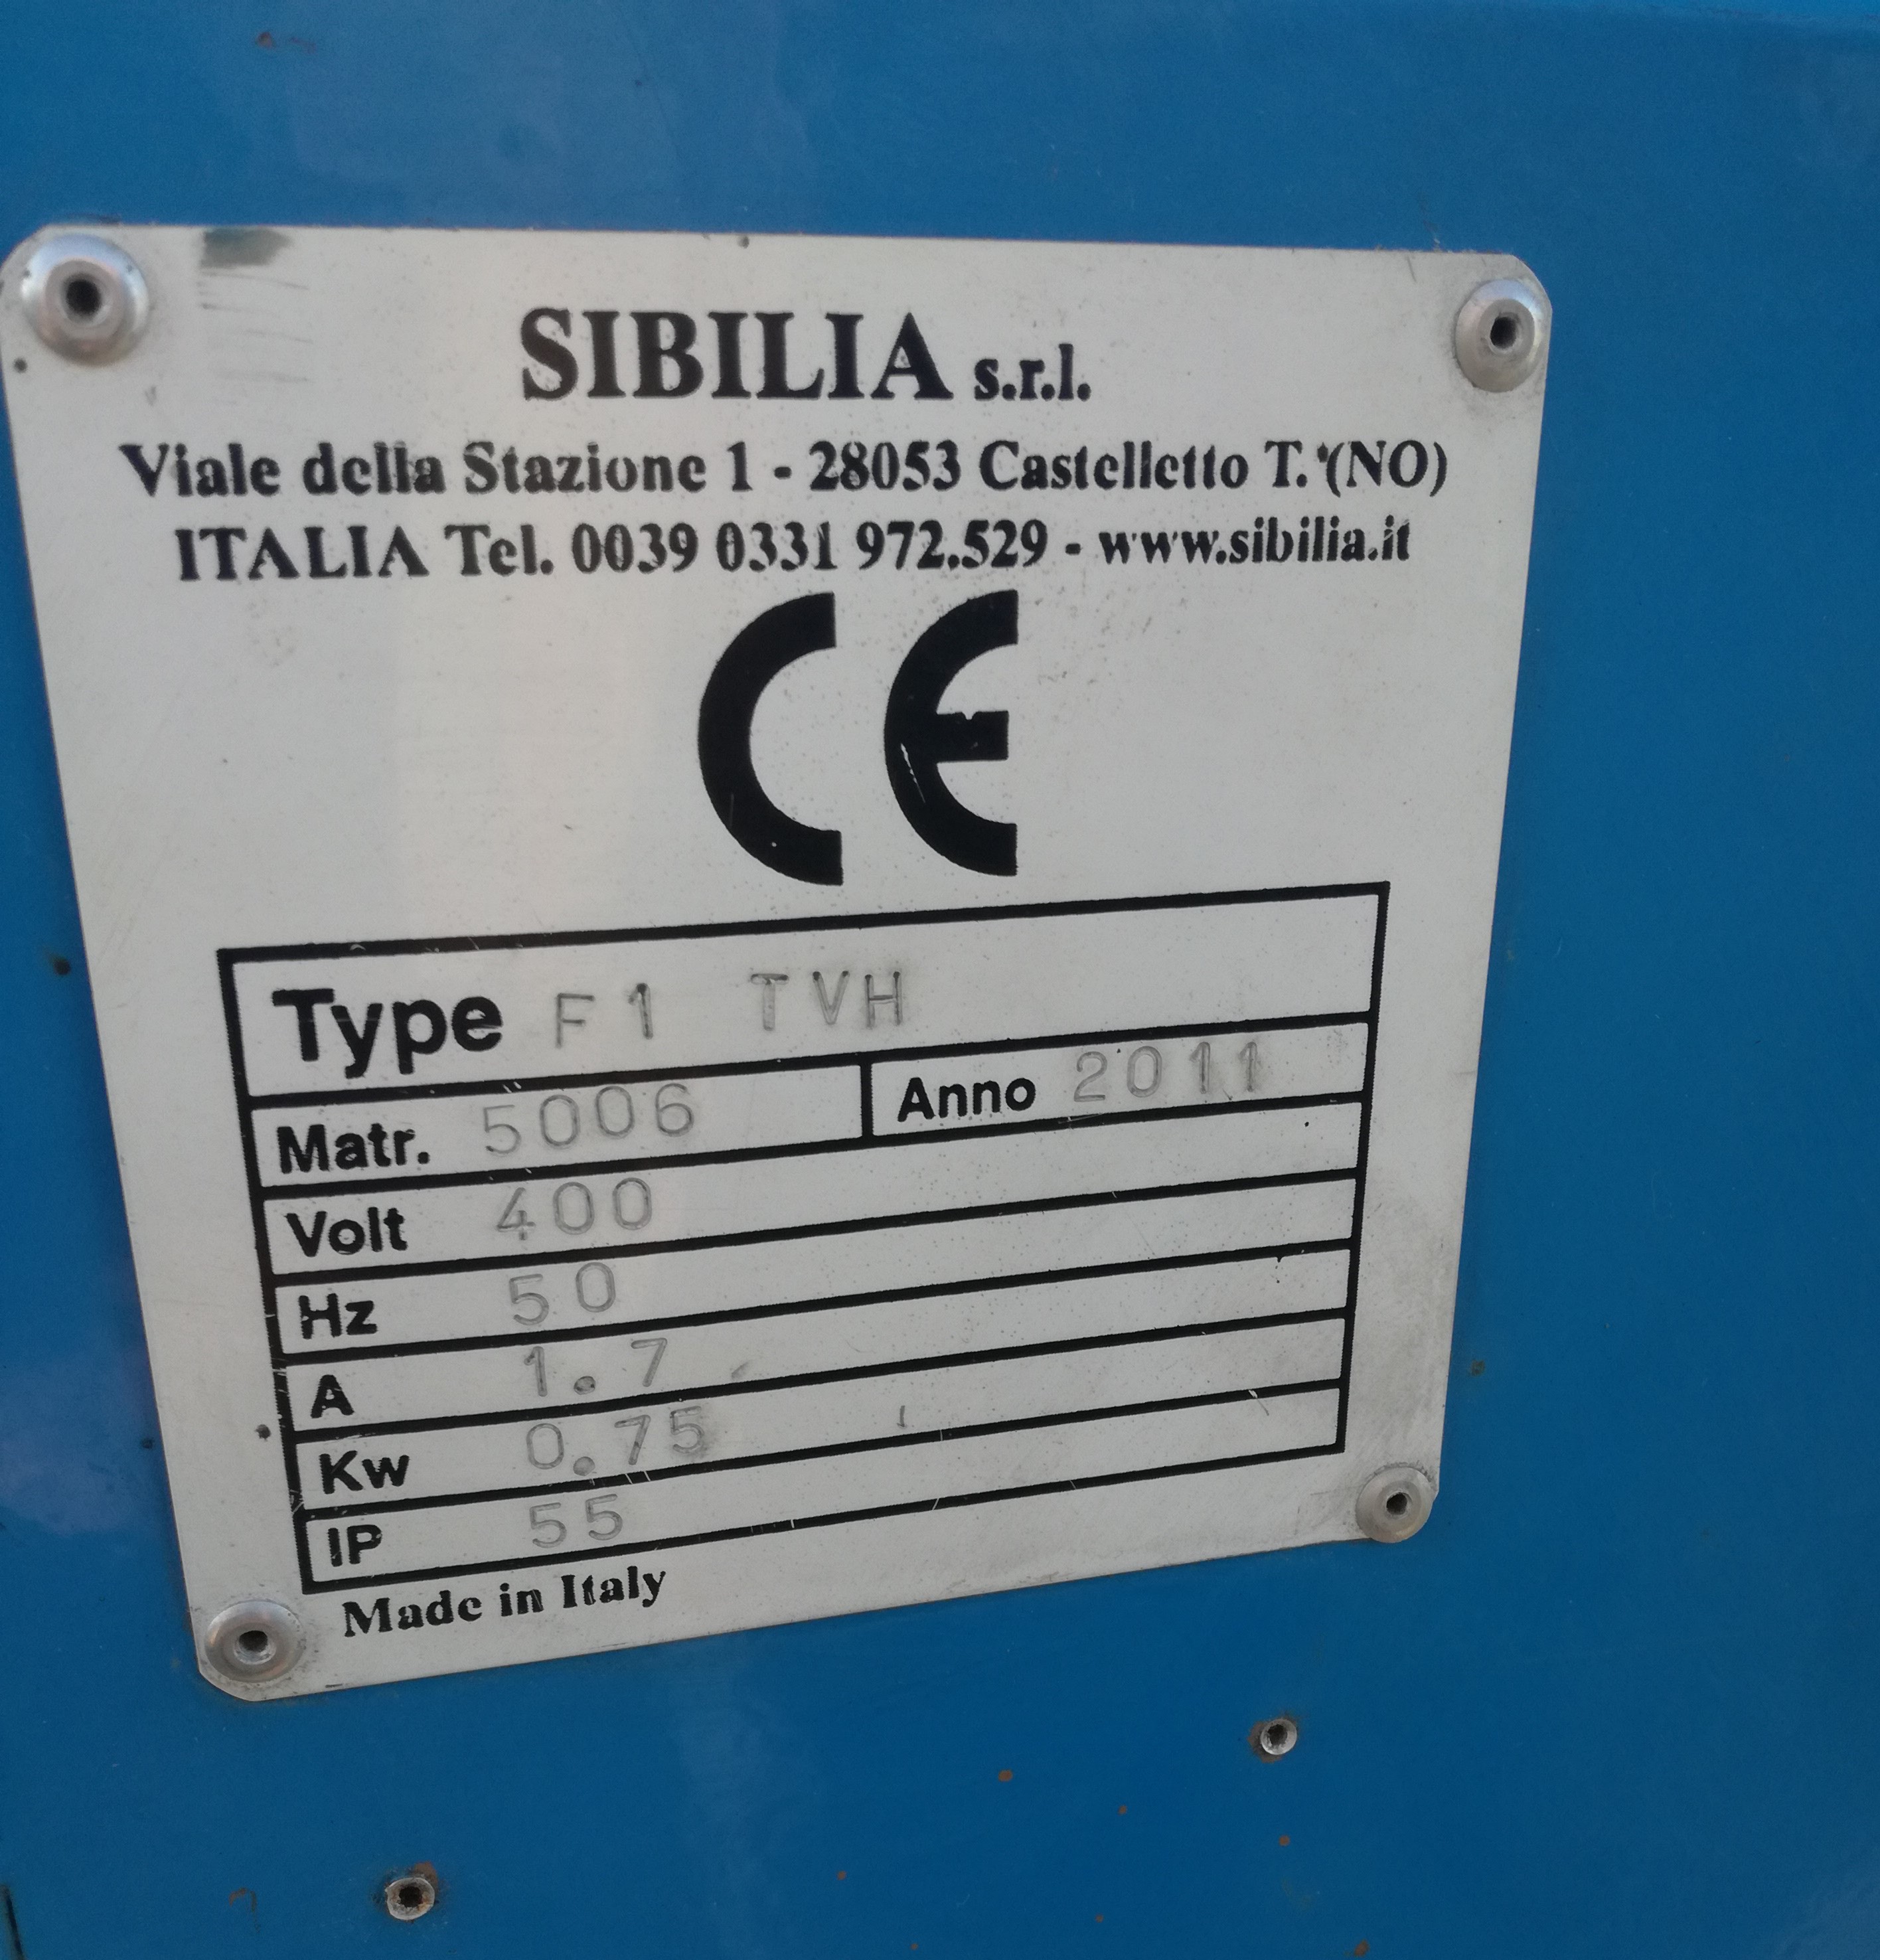 SIBILIA s.r.l.
Viale della Stazione 1 - 28053 Castelletto T. (NO)
ITALIA Tel. 0039 0331 972.529 - www.sibilia.it
CE
Type F1 TVH
Matr. 5006 Anno 2011
Volt 400
Hz 50
A 1.7
Kw 0.75
IP 55
Made in Italy